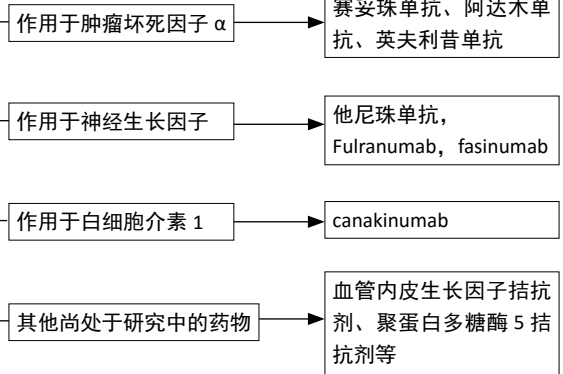 作用于肿瘤坏死因子 α
赛妥珠单抗、阿达木单
抗、英夫利昔单抗
作用于神经生长因子
他尼珠单抗，
Fulranumab，fasinumab
作用于白细胞介素 1
canakinumab
其他尚处于研究中的药物
血管内皮生长因子拮抗
剂、聚蛋白多糖酶 5 拮
抗剂等